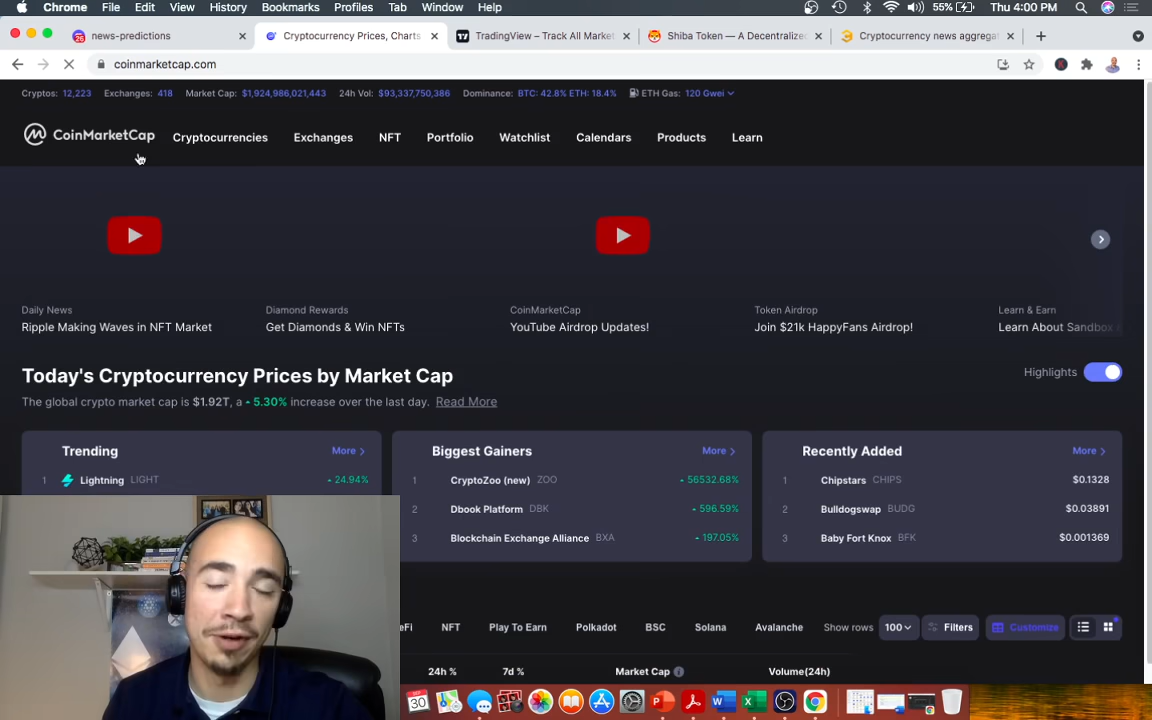 Chrome File Edit View History Bookmarks Profiles Tab Window Help 55% Thu 4:00 PM
26 news-predictions Cryptocurrency Prices, Charts TradingView – Track All Market Shiba Token — A Decentralized Cryptocurrency news aggregat
coinmarketcap.com
Cryptos: 12,223 Exchanges: 418 Market Cap: $1,924,986,021,443 24h Vol: $93,337,750,386 Dominance: BTC: 42.8% ETH: 18.4% ETH Gas: 120 Gwei
CoinMarketCap Cryptocurrencies Exchanges NFT Portfolio Watchlist Calendars Products Learn
Daily News Diamond Rewards CoinMarketCap Token Airdrop Learn & Earn
Ripple Making Waves in NFT Market Get Diamonds & Win NFTs YouTube Airdrop Updates! Join $21k HappyFans Airdrop! Learn About Sandbox
Today's Cryptocurrency Prices by Market Cap Highlights
The global crypto market cap is $1.92T, a 5.30% increase over the last day. Read More
Trending More Biggest Gainers More Recently Added More
1 Lightning LIGHT 24.94% 1 CryptoZoo (new) ZOO 56532.68% 1 Chipstars CHIPS $0.1328
2 Dbook Platform DBK 596.59% 2 Bulldogswap BUDG $0.03891
3 Blockchain Exchange Alliance BXA 197.05% 3 Baby Fort Knox BFK $0.001369
eFi NFT Play To Earn Polkadot BSC Solana Avalanche Show rows 100 Filters Customize
24h % 7d % Market Cap Volume(24h)
SEP 30